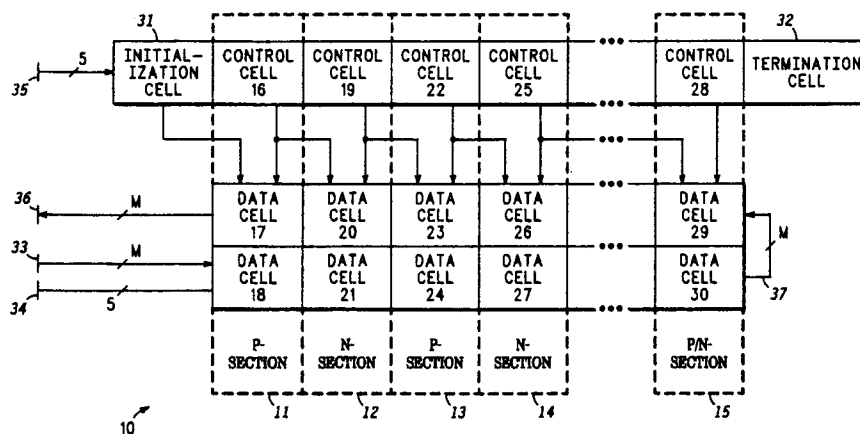 31
32
5
35
INITIAL-
IZATION
CELL
CONTROL
CELL
16
CONTROL
CELL
19
CONTROL
CELL
22
CONTROL
CELL
25
CONTROL
CELL
28
TERMINATION
CELL
36
M
DATA
CELL
17
DATA
CELL
20
DATA
CELL
23
DATA
CELL
26
DATA
CELL
29
M
33
M
34
5
DATA
CELL
18
DATA
CELL
21
DATA
CELL
24
DATA
CELL
27
DATA
CELL
30
37
P-
SECTION
N-
SECTION
P-
SECTION
N-
SECTION
P/N-
SECTION
10
11
12
13
14
15